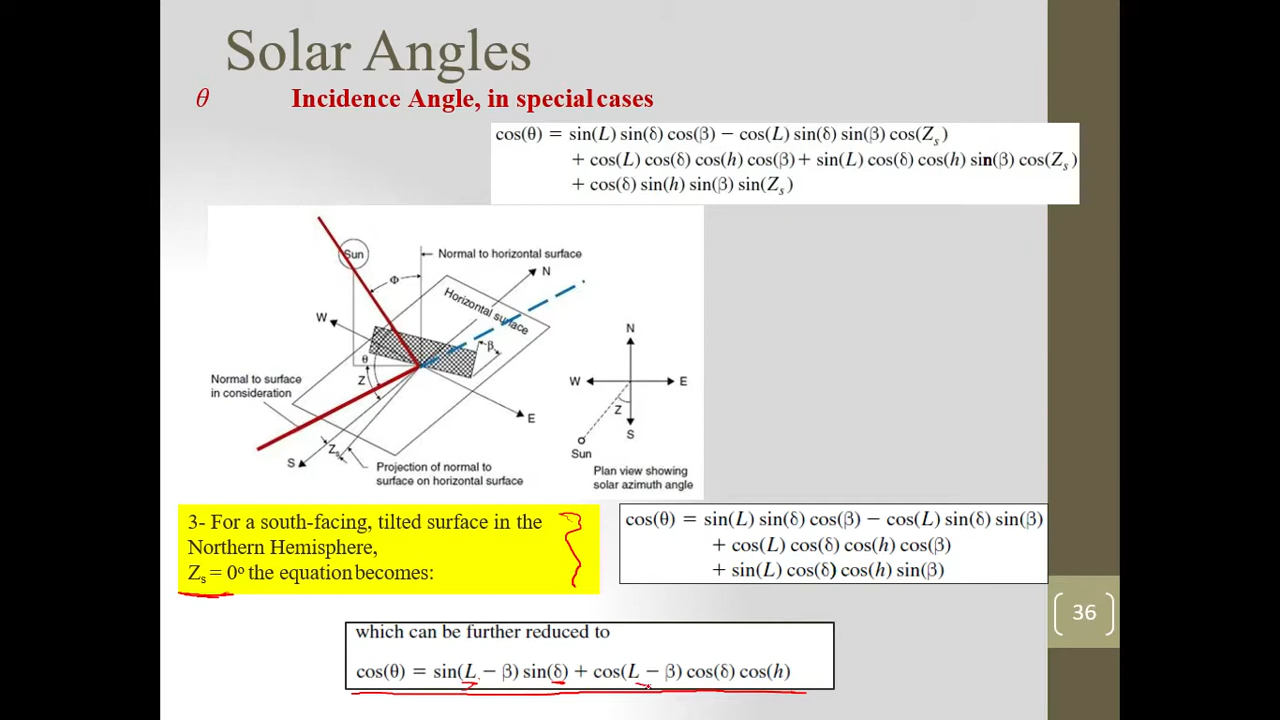 Solar Angles
θ Incidence Angle, in special cases
cos(θ) = sin(L) sin(δ) cos(β) − cos(L) sin(δ) sin(β) cos(Zₛ)
+ cos(L) cos(δ) cos(h) cos(β) + sin(L) cos(δ) cos(h) sin(β) cos(Zₛ)
+ cos(δ) sin(h) sin(β) sin(Zₛ)
Sun
Normal to horizontal surface
Φ
N
Horizontal surface
W
β
θ
Z
Normal to surface
in consideration
E
Zₛ
S
Projection of normal to
surface on horizontal surface
N
W
E
Z
S
Sun
Plan view showing
solar azimuth angle
3- For a south-facing, tilted surface in the
Northern Hemisphere,
Zₛ = 0º the equation becomes:
cos(θ) = sin(L) sin(δ) cos(β) − cos(L) sin(δ) sin(β)
+ cos(L) cos(δ) cos(h) cos(β)
+ sin(L) cos(δ) cos(h) sin(β)
36
which can be further reduced to
cos(θ) = sin(L − β) sin(δ) + cos(L − β) cos(δ) cos(h)